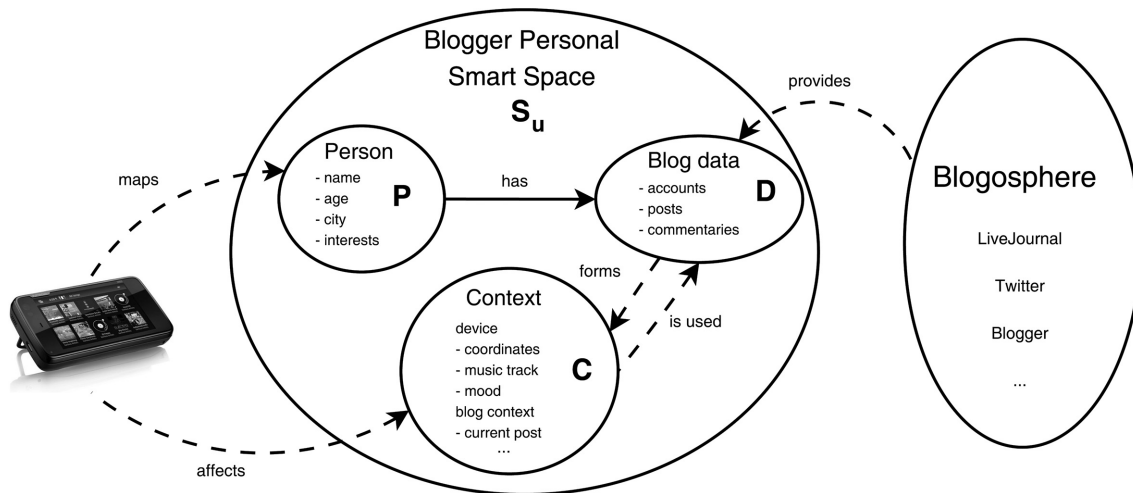 Blogger Personal
Smart Space
S_u
provides
maps
Person
- name
- age
- city
- interests
P
has
Blog data
- accounts
- posts
- commentaries
D
Blogosphere
LiveJournal
Twitter
Blogger
...
forms
is used
Context
device
- coordinates
- music track
- mood
blog context
- current post
...
C
affects